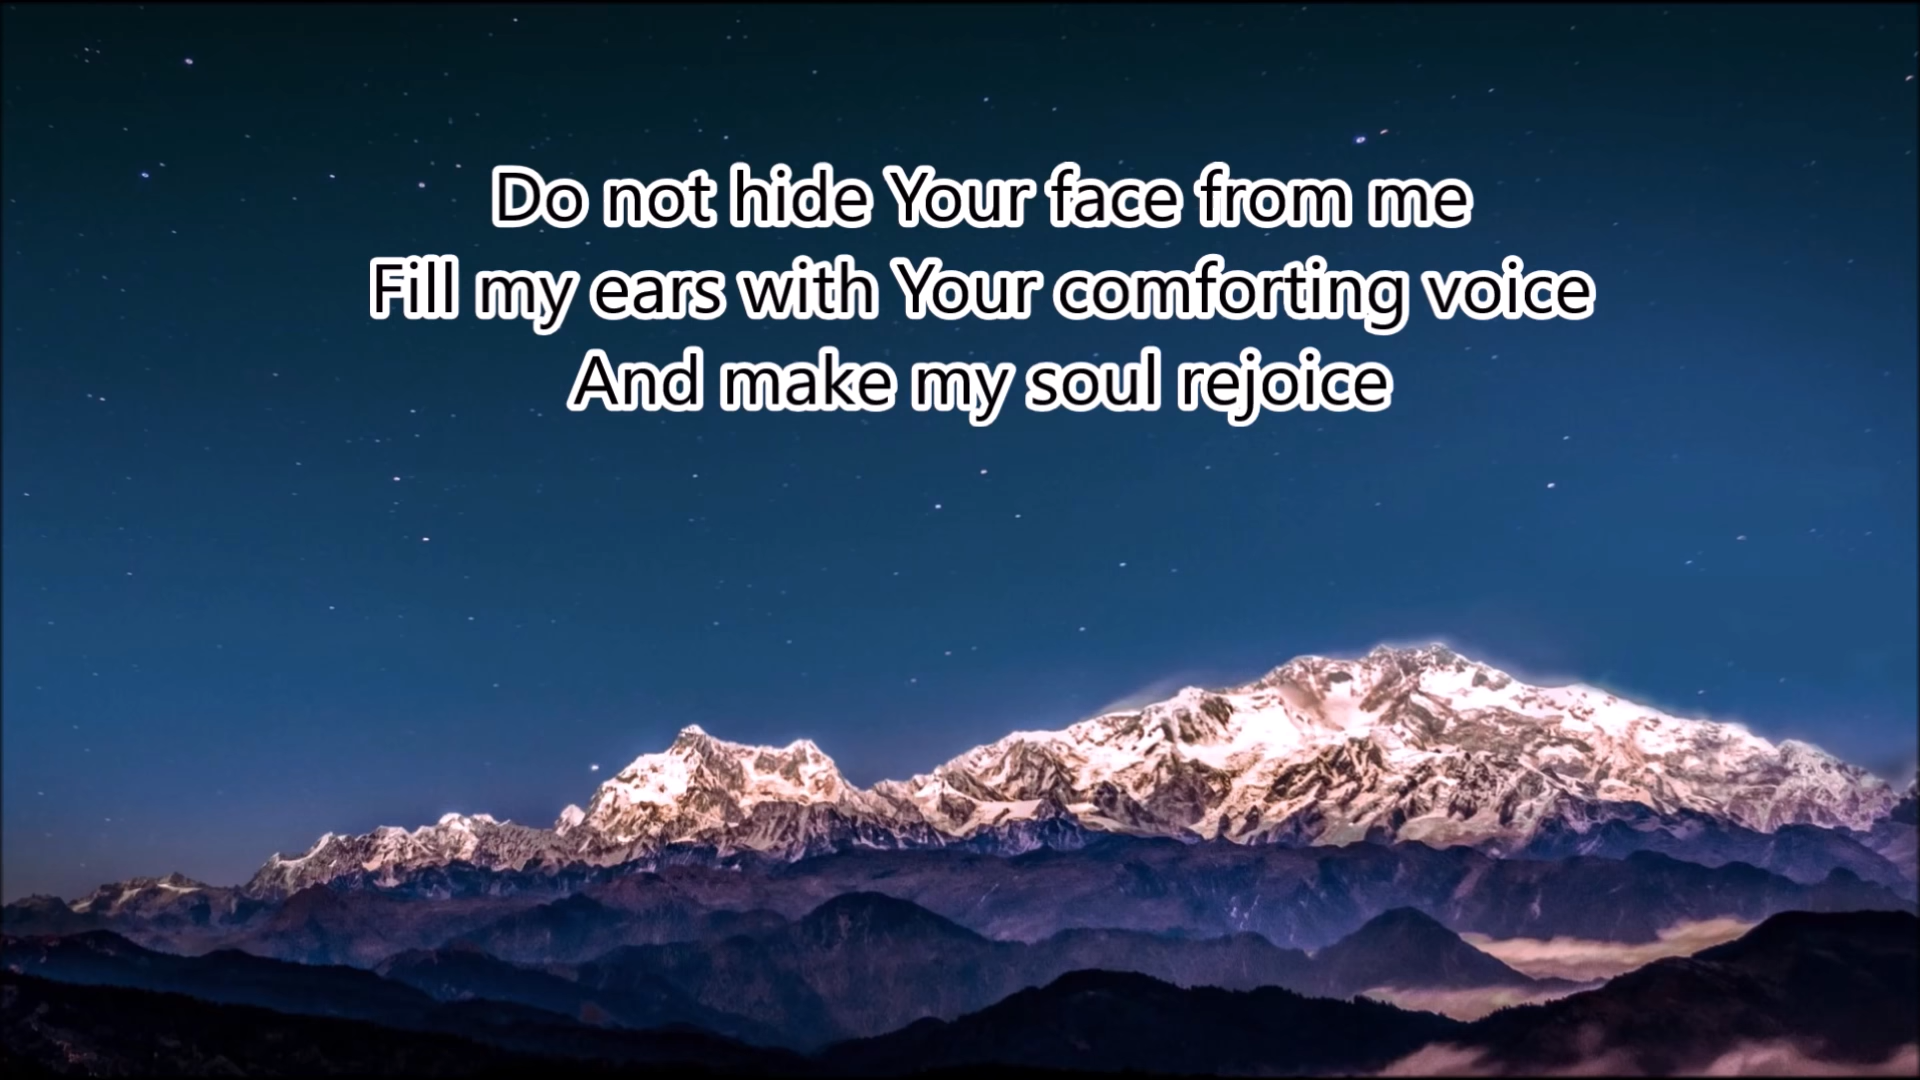 Do not hide Your face from me
Fill my ears with Your comforting voice
And make my soul rejoice